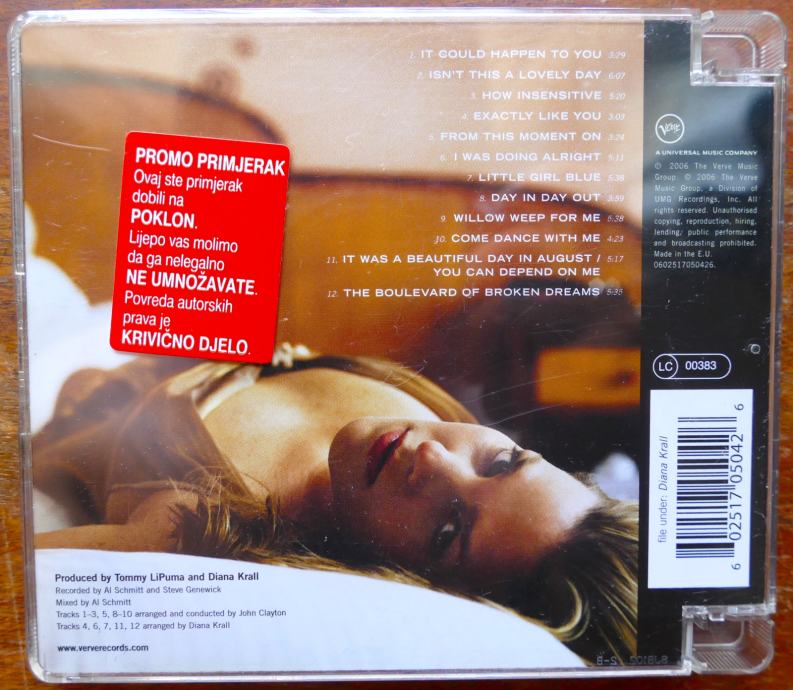 1. IT COULD HAPPEN TO YOU 3:29
2. ISN'T THIS A LOVELY DAY 6:07
3. HOW INSENSITIVE 5:20
4. EXACTLY LIKE YOU 3:03
5. FROM THIS MOMENT ON 3:24
6. I WAS DOING ALRIGHT 5:11
7. LITTLE GIRL BLUE 5:38
8. DAY IN DAY OUT 3:59
9. WILLOW WEEP FOR ME 5:38
10. COME DANCE WITH ME 4:23
11. IT WAS A BEAUTIFUL DAY IN AUGUST / 5:17
YOU CAN DEPEND ON ME
12. THE BOULEVARD OF BROKEN DREAMS 5:35
PROMO PRIMJERAK
Ovaj ste primjerak
dobili na
POKLON.
Lijepo vas molimo
da ga nelegalno
NE UMNOŽAVATE.
Povreda autorskih
prava je
KRIVIČNO DJELO.
Verve
A UNIVERSAL MUSIC COMPANY
℗ 2006 The Verve Music
Group. © 2006 The Verve
Music Group, a Division of
UMG Recordings, Inc. All
rights reserved. Unauthorised
copying, reproduction, hiring,
lending/ public performance
and broadcasting prohibited.
Made in the E.U.
0602517050426.
LC 00383
file under: Diana Krall
6 02517 05042 6
Produced by Tommy LiPuma and Diana Krall
Recorded by Al Schmitt and Steve Genewick
Mixed by Al Schmitt
Tracks 1–3, 5, 8–10 arranged and conducted by John Clayton
Tracks 4, 6, 7, 11, 12 arranged by Diana Krall
www.ververecords.com